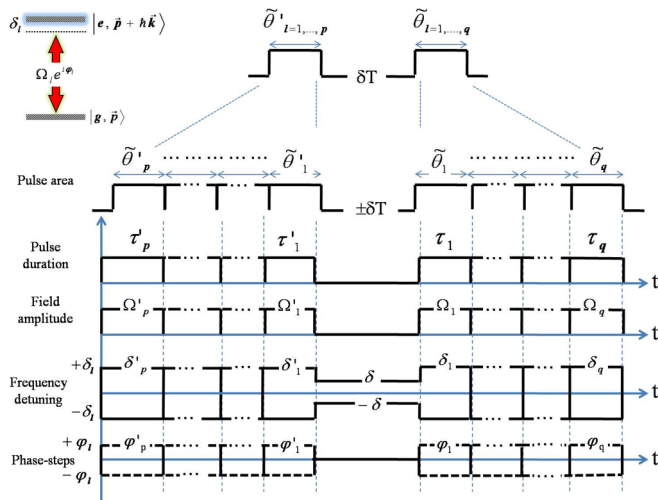 θ̃'ₗ₌₁,...,ₚ θ̃ₗ₌₁,...,q
δₗ |e, p⃗ + ħk⃗⟩
Ωₗe^{iφₗ} δT
|g, p⃗⟩
θ̃'ₚ ......... θ̃'₁ θ̃₁ ......... θ̃q
Pulse area ...... ...... ...... ......
±δT
Pulse duration τ'ₚ ...... ...... τ'₁ τ₁ ...... ...... τq t
Field amplitude Ω'ₚ ...... ...... Ω'₁ Ω₁ ...... ...... Ωq t
+δₗ δ'ₚ ...... ...... δ'₁ δ δ₁ ...... ...... δq
Frequency detuning t
−δₗ − δ
+ φₗ φ'ₚ ...... ...... φ'₁ φ₁ ...... ...... φq
Phase-steps t
− φₗ